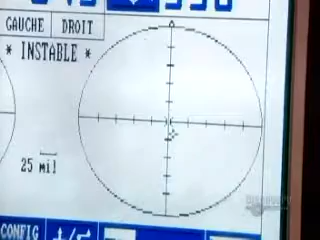 GAUCHE DROIT
* INSTABLE *
25 mil
CONFIG +/-